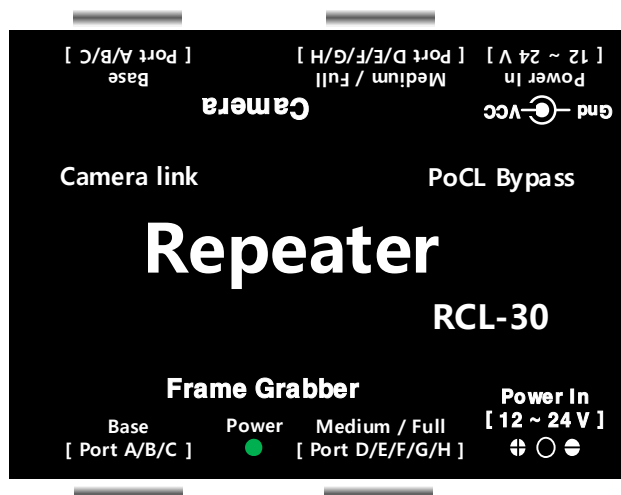 [ Port A/B/C ]
Base
[ Port D/E/F/G/H ]
Medium / Full
[ 12 ~ 24 V ]
Power In
Camera
Gnd VCC
Camera link
PoCL Bypass
Repeater
RCL-30
Frame Grabber
Base
[ Port A/B/C ]
Power
Medium / Full
[ Port D/E/F/G/H ]
Power In
[ 12 ~ 24 V ]